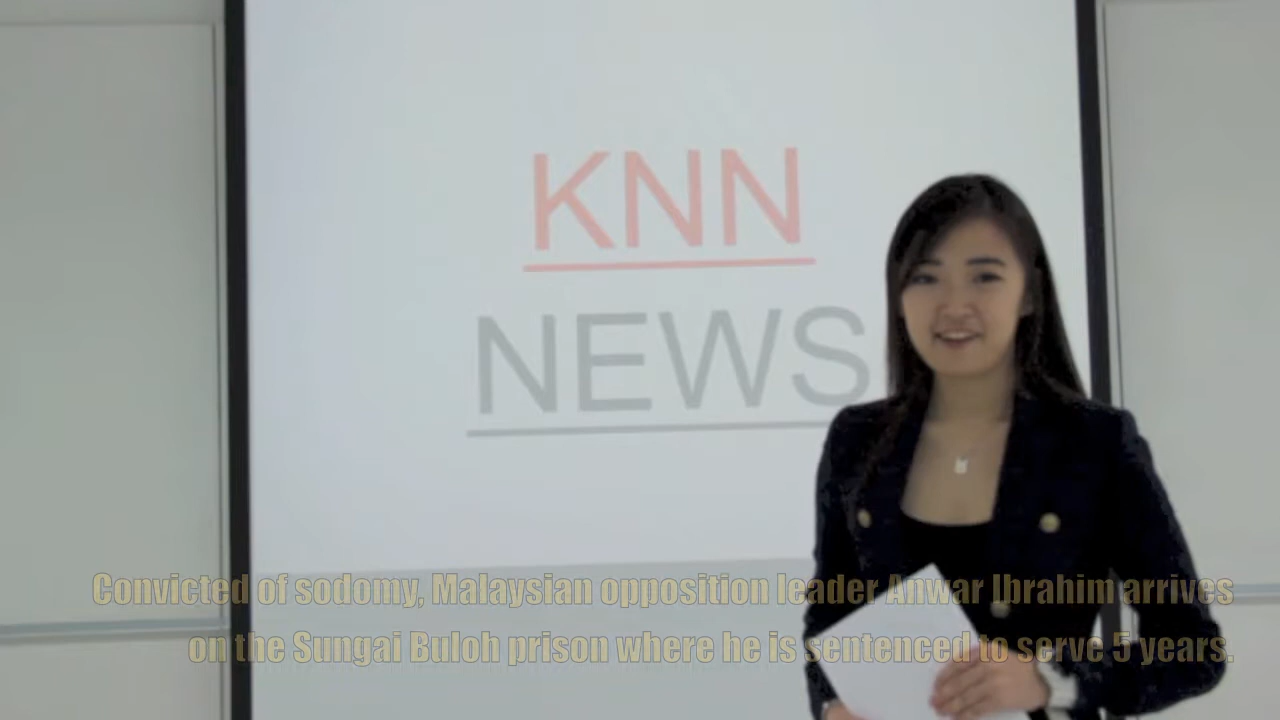 KNN
NEWS
Convicted of sodomy, Malaysian opposition leader Anwar Ibrahim arrives
on the Sungai Buloh prison where he is sentenced to serve 5 years.